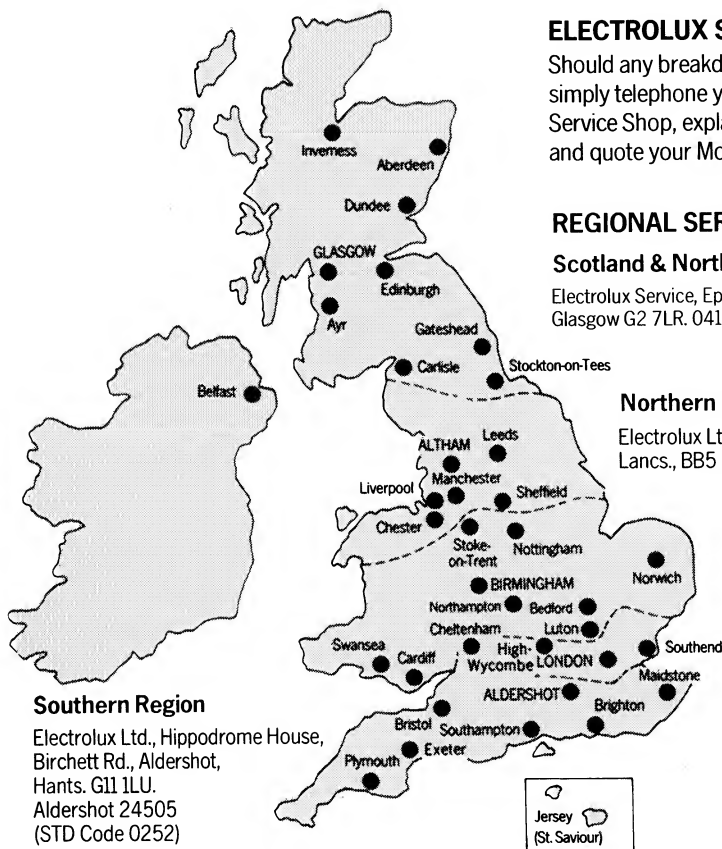 ELECTROLUX S
Should any breakd
simply telephone y
Service Shop, expla
and quote your Mo
REGIONAL SER
Scotland & North
Electrolux Service, Ep
Glasgow G2 7LR. 041
Northern
Electrolux Lt
Lancs., BB5
Inverness
Aberdeen
Dundee
GLASGOW
Edinburgh
Ayr
Gateshead
Carlisle
Stockton-on-Tees
Belfast
ALTHAM
Leeds
Manchester
Liverpool
Sheffield
Chester
Stoke-
on-Trent
Nottingham
Norwich
BIRMINGHAM
Northampton
Bedford
Luton
Cheltenham
High-
Wycombe
LONDON
Southend
Swansea
Cardiff
Maidstone
ALDERSHOT
Brighton
Bristol
Southampton
Exeter
Plymouth
Southern Region
Electrolux Ltd., Hippodrome House,
Birchett Rd., Aldershot,
Hants. G11 1LU.
Aldershot 24505
(STD Code 0252)
Jersey
(St. Saviour)